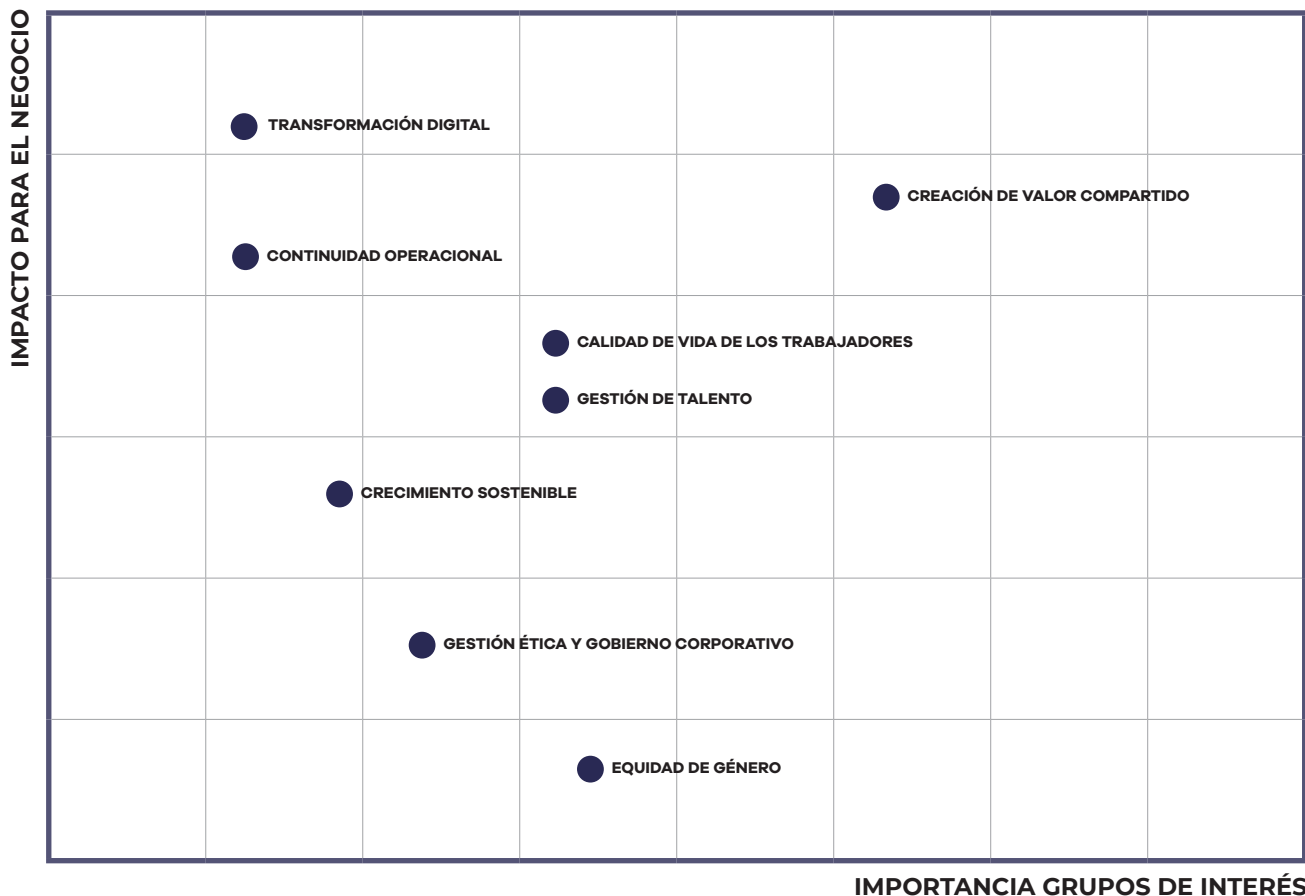 IMPACTO PARA EL NEGOCIO
TRANSFORMACIÓN DIGITAL
CREACIÓN DE VALOR COMPARTIDO
CONTINUIDAD OPERACIONAL
CALIDAD DE VIDA DE LOS TRABAJADORES
GESTIÓN DE TALENTO
CRECIMIENTO SOSTENIBLE
GESTIÓN ÉTICA Y GOBIERNO CORPORATIVO
EQUIDAD DE GÉNERO
IMPORTANCIA GRUPOS DE INTERÉS